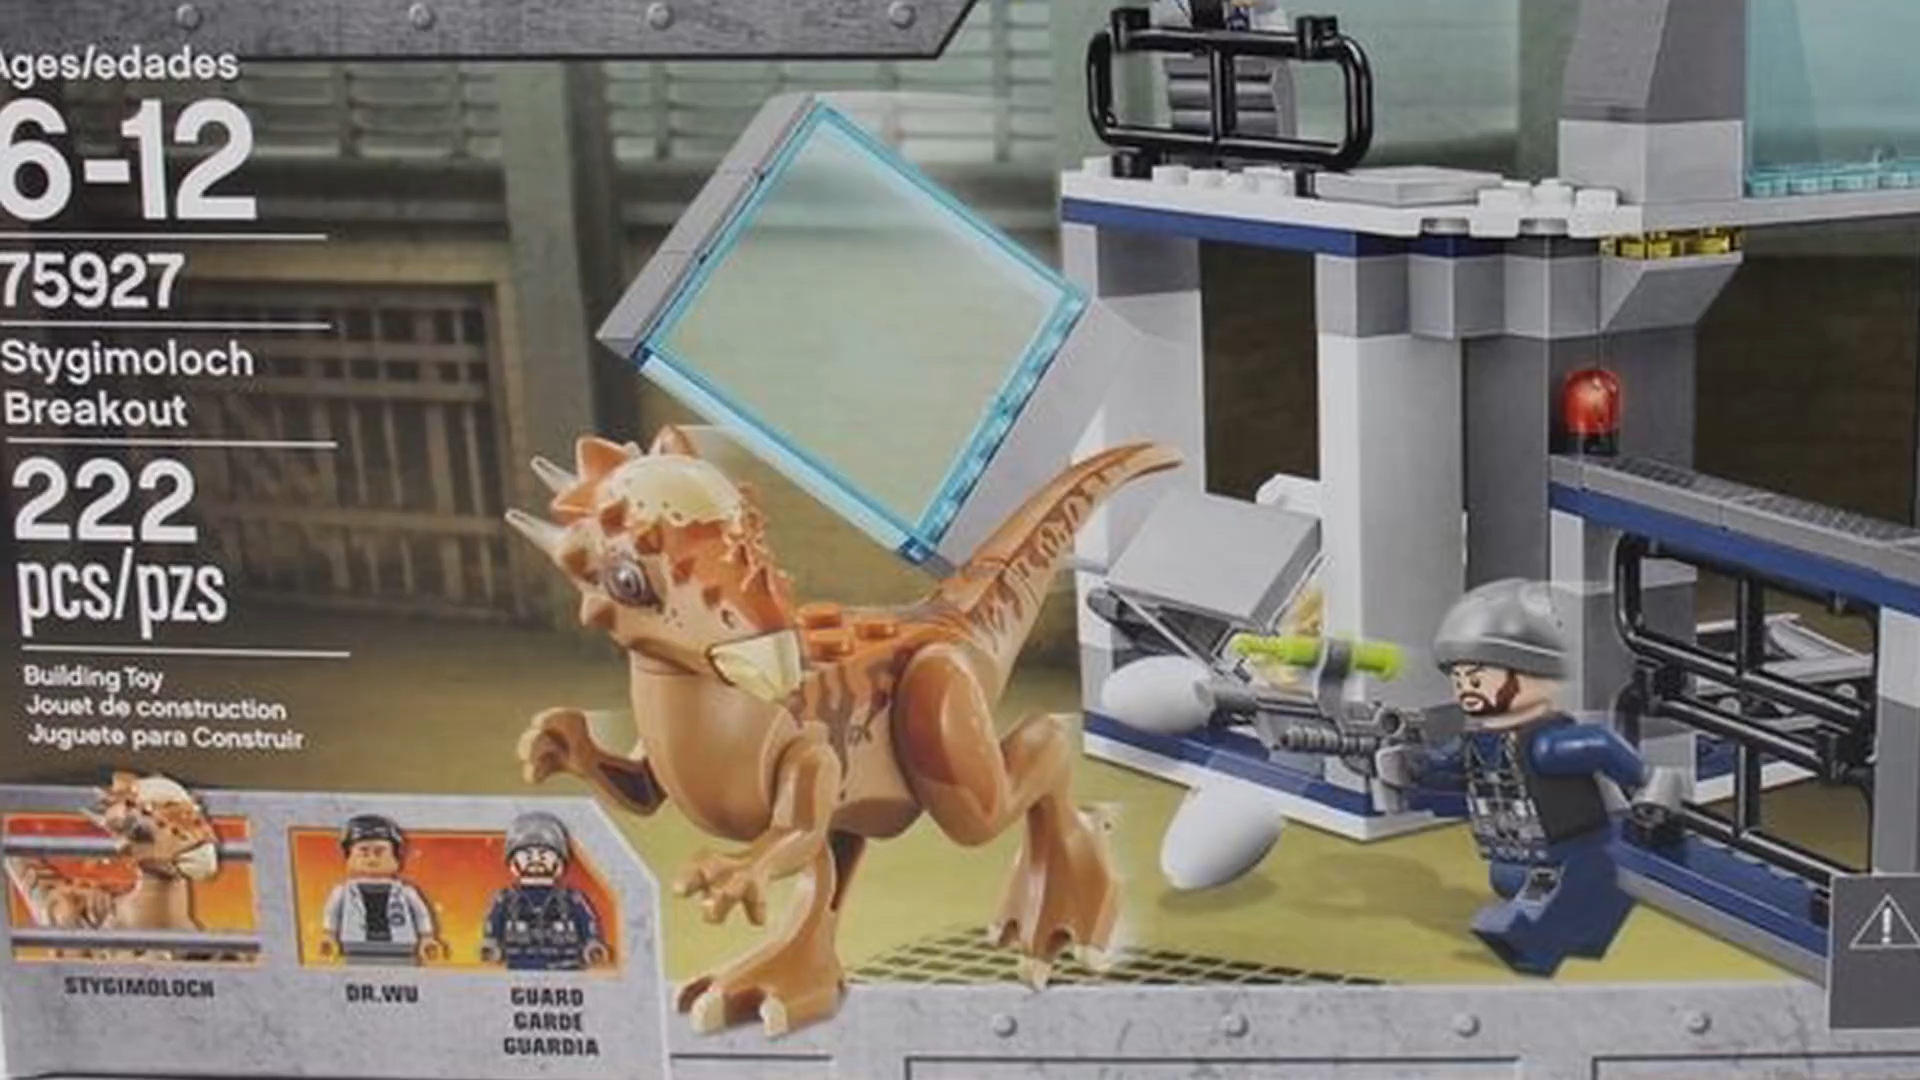 Ages/edades
6-12
75927
Stygimoloch
Breakout
222
pcs/pzs
Building Toy
Jouet de construction
Juguete para Construir
STYGIMOLOCH
DR.WU
GUARD
GARDE
GUARDIA